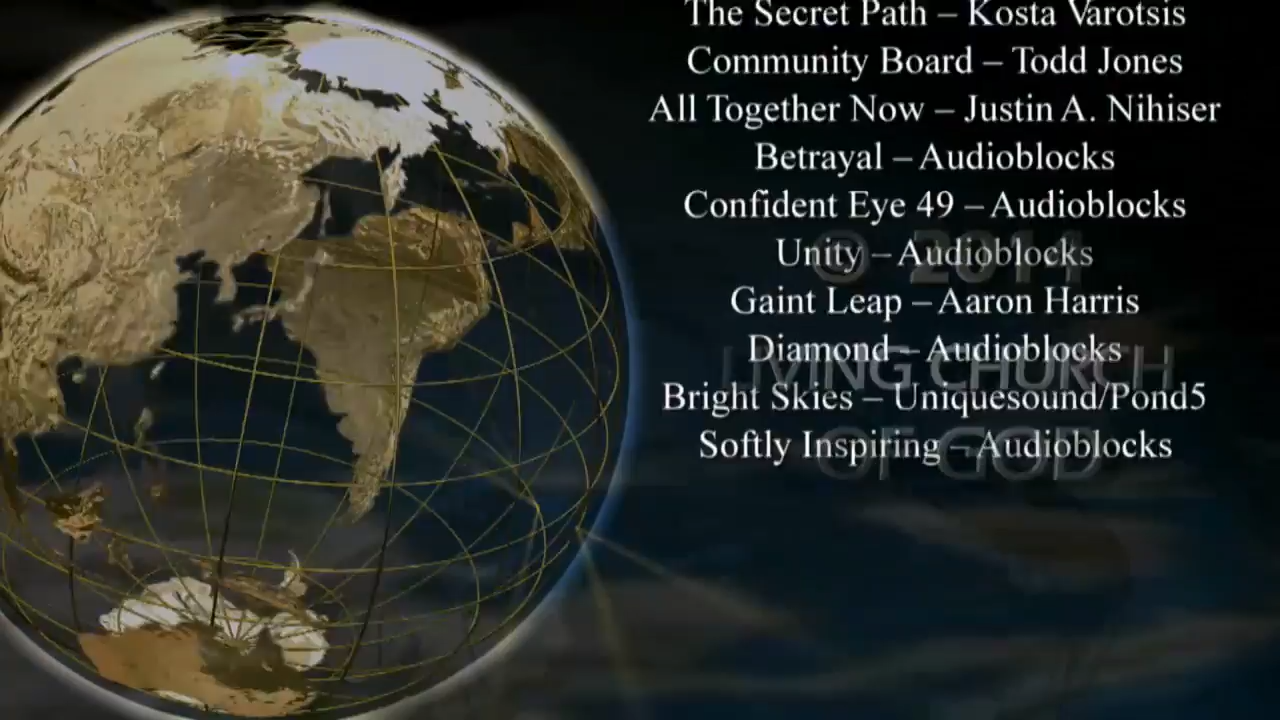 The Secret Path – Kosta Varotsis
Community Board – Todd Jones
All Together Now – Justin A. Nihiser
Betrayal – Audioblocks
Confident Eye 49 – Audioblocks
Unity – Audioblocks
© 2014
Gaint Leap – Aaron Harris
Diamond – Audioblocks
LIVING CHURCH
Bright Skies – Uniquesound/Pond5
Softly Inspiring – Audioblocks
OF GOD